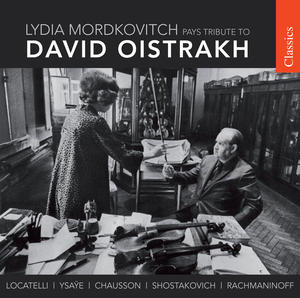 LYDIA MORDKOVITCH PAYS TRIBUTE TO
DAVID OISTRAKH
Classics
LOCATELLI | YSAŸE | CHAUSSON | SHOSTAKOVICH | RACHMANINOFF